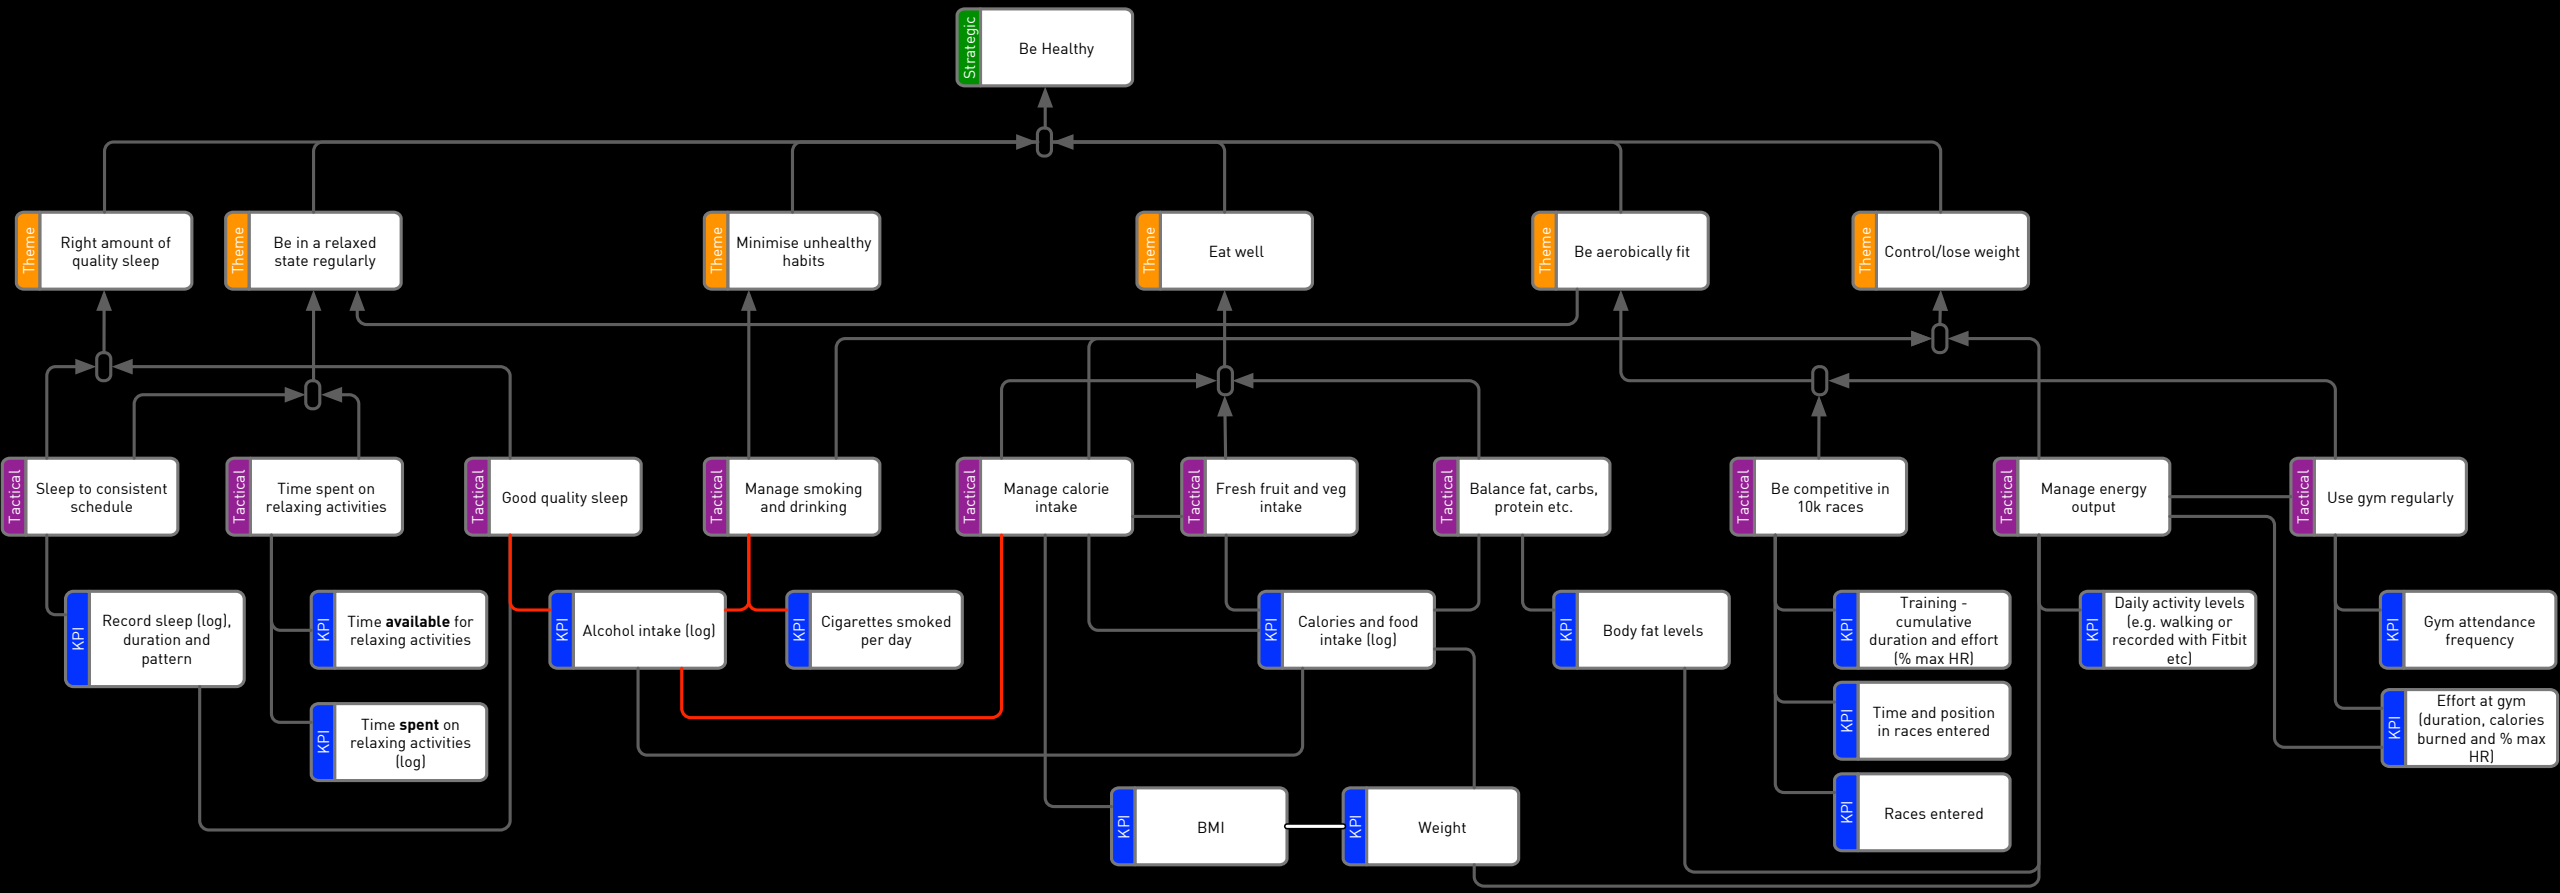 Strategic
Be Healthy
Theme
Right amount of
quality sleep
Theme
Be in a relaxed
state regularly
Theme
Minimise unhealthy
habits
Theme
Eat well
Theme
Be aerobically fit
Theme
Control/lose weight
Tactical
Sleep to consistent
schedule
Tactical
Time spent on
relaxing activities
Tactical
Good quality sleep
Tactical
Manage smoking
and drinking
Tactical
Manage calorie
intake
Tactical
Fresh fruit and veg
intake
Tactical
Balance fat, carbs,
protein etc.
Tactical
Be competitive in
10k races
Tactical
Manage energy
output
Tactical
Use gym regularly
KPI
Record sleep (log),
duration and
pattern
KPI
Time available for
relaxing activities
KPI
Alcohol intake (log)
KPI
Cigarettes smoked
per day
KPI
Calories and food
intake (log)
KPI
Body fat levels
KPI
Training -
cumulative
duration and effort
(% max HR)
KPI
Daily activity levels
(e.g. walking or
recorded with Fitbit
etc)
KPI
Gym attendance
frequency
KPI
Time spent on
relaxing activities
(log)
KPI
Time and position
in races entered
KPI
Effort at gym
(duration, calories
burned and % max
HR)
KPI
BMI
KPI
Weight
KPI
Races entered